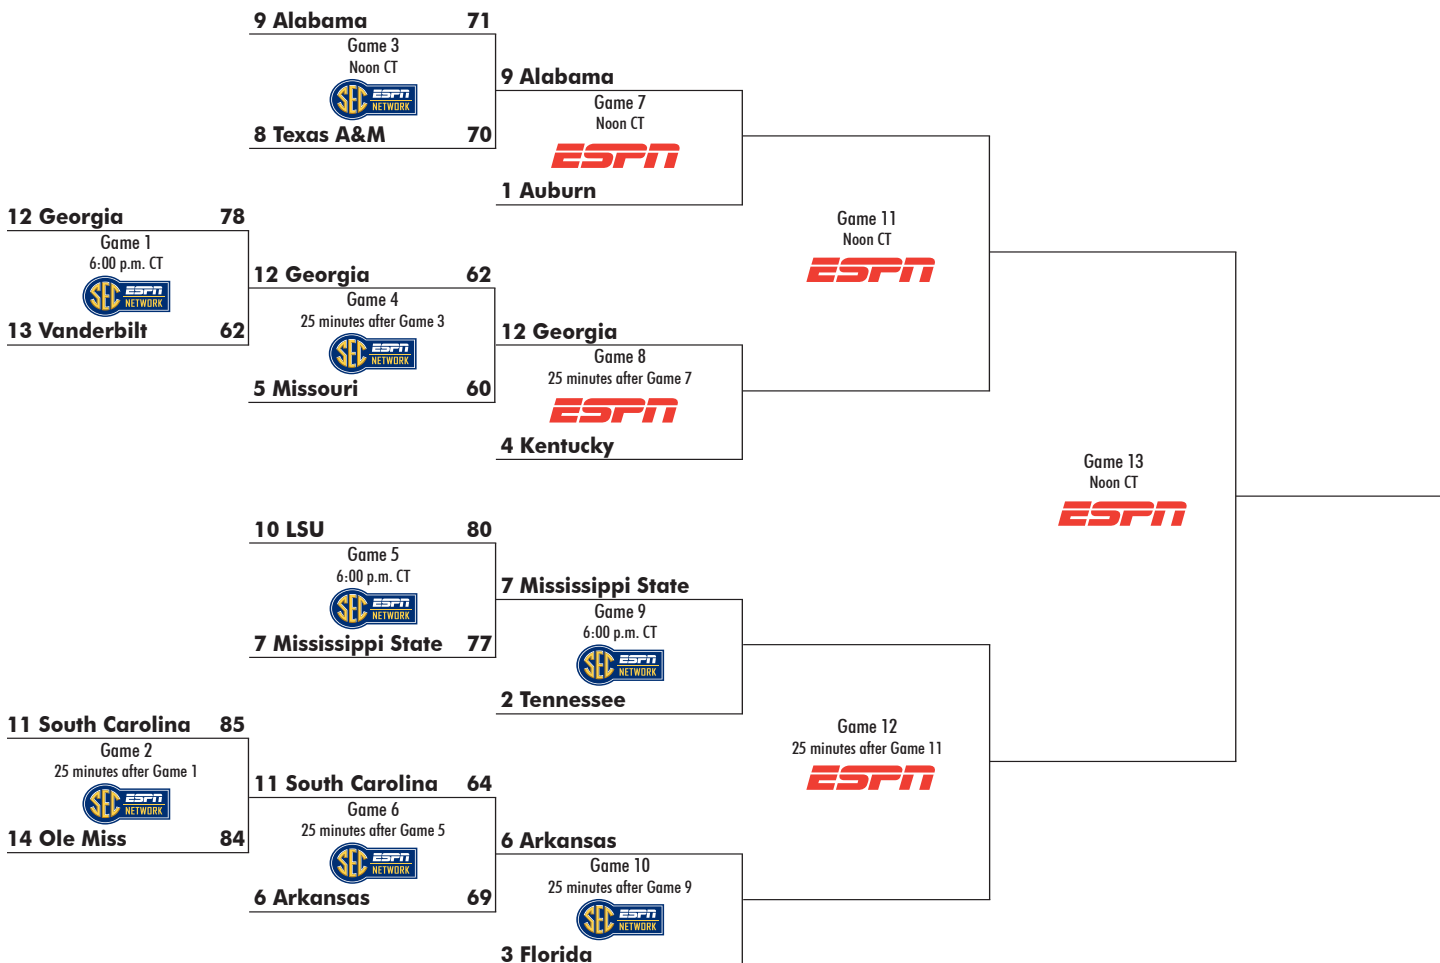 9 Alabama 71
Game 3
Noon CT
SEC ESPN NETWORK
8 Texas A&M 70
9 Alabama
Game 7
Noon CT
ESPN
1 Auburn
12 Georgia 78
Game 1
6:00 p.m. CT
SEC ESPN NETWORK
13 Vanderbilt 62
12 Georgia 62
Game 4
25 minutes after Game 3
SEC ESPN NETWORK
5 Missouri 60
12 Georgia
Game 8
25 minutes after Game 7
ESPN
4 Kentucky
Game 11
Noon CT
ESPN
10 LSU 80
Game 5
6:00 p.m. CT
SEC ESPN NETWORK
7 Mississippi State 77
7 Mississippi State
Game 9
6:00 p.m. CT
SEC ESPN NETWORK
2 Tennessee
11 South Carolina 85
Game 2
25 minutes after Game 1
SEC ESPN NETWORK
14 Ole Miss 84
11 South Carolina 64
Game 6
25 minutes after Game 5
SEC ESPN NETWORK
6 Arkansas 69
6 Arkansas
Game 10
25 minutes after Game 9
SEC ESPN NETWORK
3 Florida
Game 12
25 minutes after Game 11
ESPN
Game 13
Noon CT
ESPN